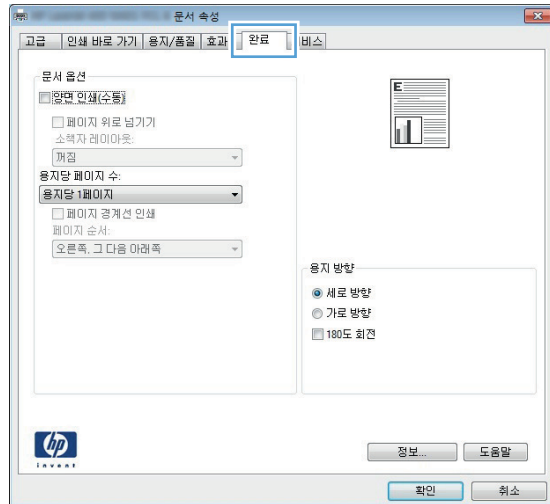 문서 속성
고급 인쇄 바로 가기 용지/품질 효과 완료 비스
문서 옵션
양면 인쇄(수동)
페이지 위로 넘기기
소책자 레이아웃:
꺼짐
용지당 페이지 수:
용지당 1페이지
페이지 경계선 인쇄
페이지 순서:
오른쪽, 그 다음 아래쪽
E
용지 방향
세로 방향
가로 방향
180도 회전
hp
invent
정보... 도움말
확인 취소